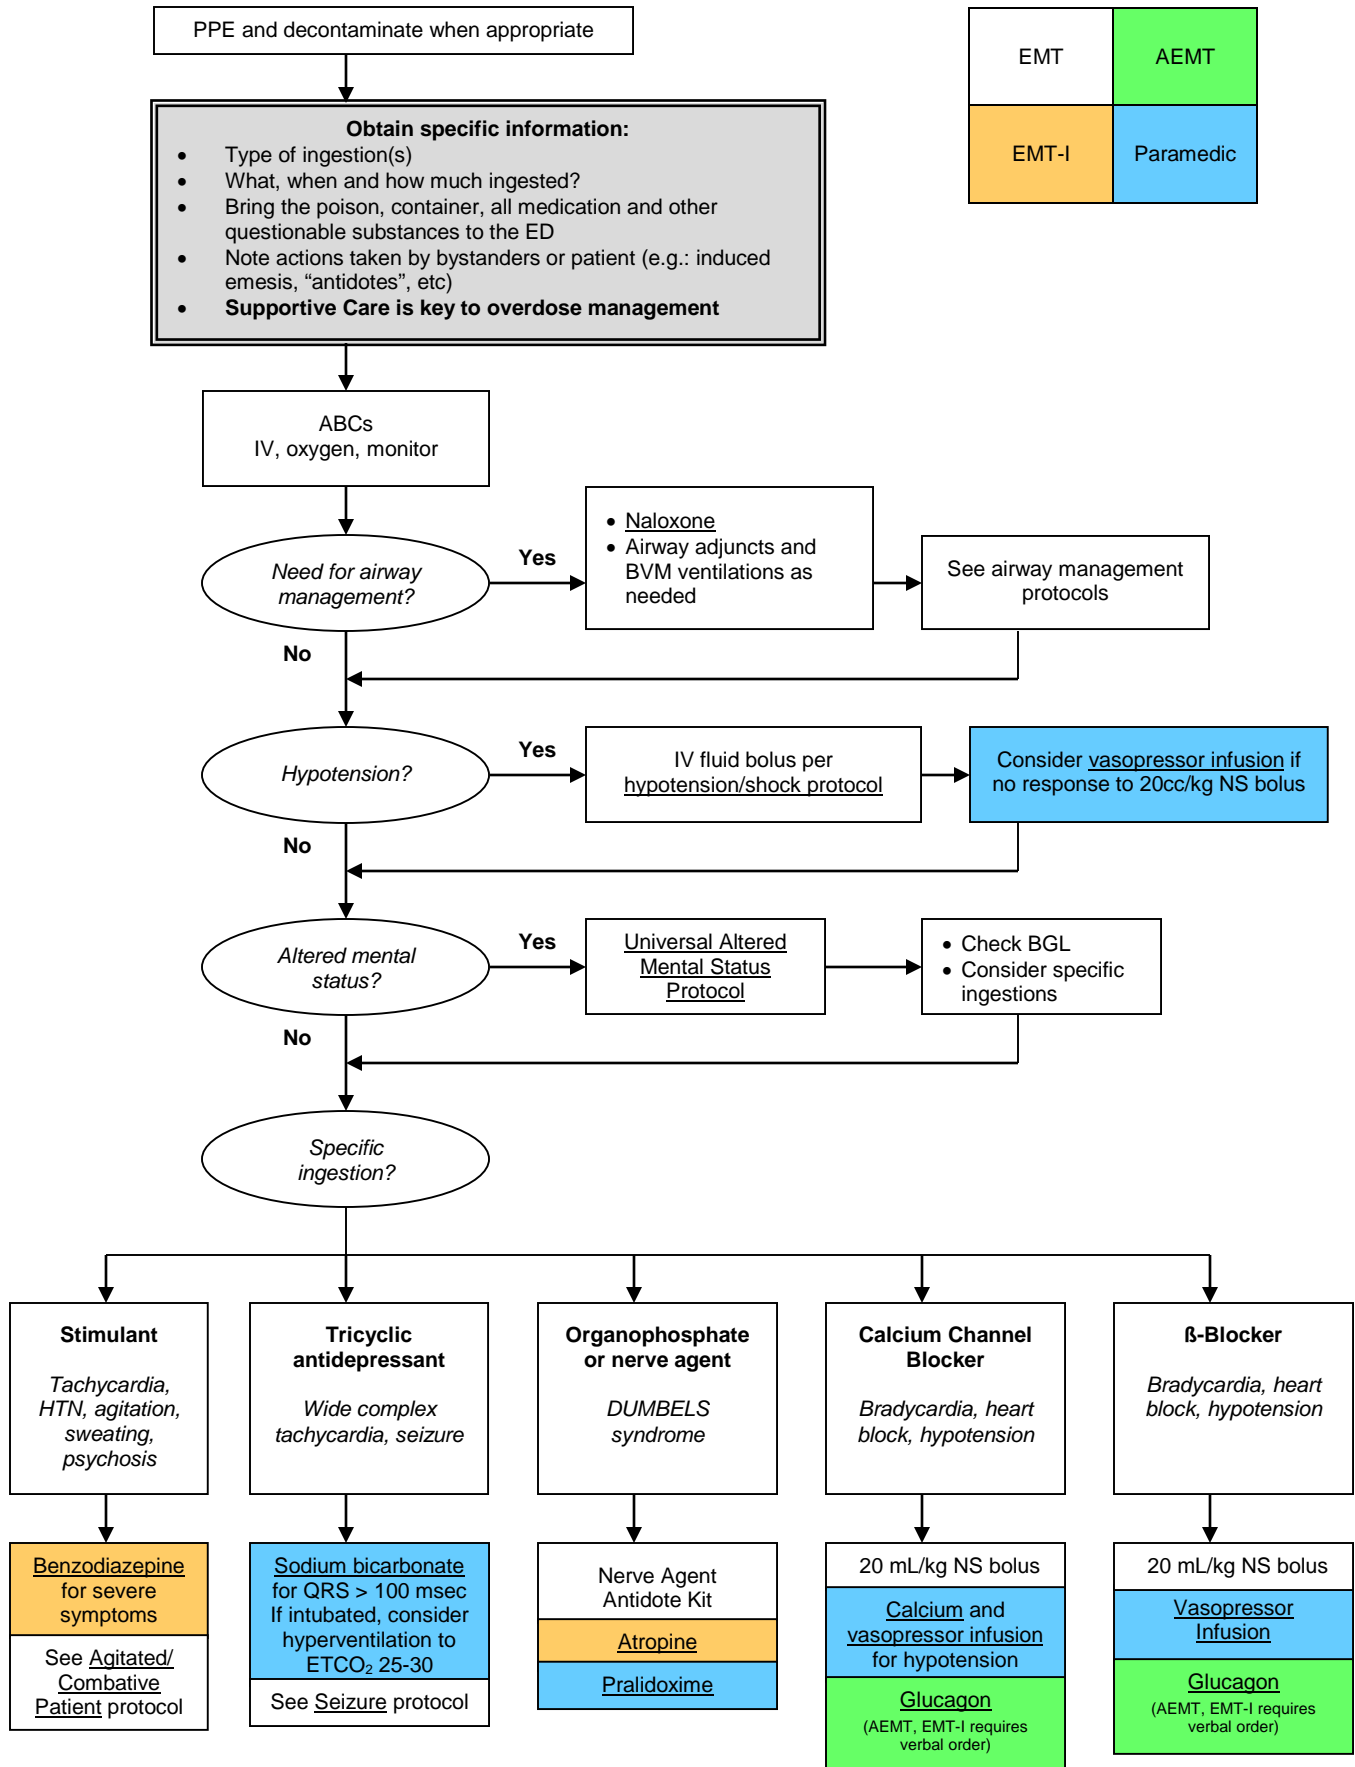 PPE and decontaminate when appropriate
EMT
AEMT
EMT-I
Paramedic
Obtain specific information:
• Type of ingestion(s)
• What, when and how much ingested?
• Bring the poison, container, all medication and other
questionable substances to the ED
• Note actions taken by bystanders or patient (e.g.: induced
emesis, “antidotes”, etc)
• Supportive Care is key to overdose management
ABCs
IV, oxygen, monitor
Need for airway
management?
Yes
• Naloxone
• Airway adjuncts and
BVM ventilations as
needed
See airway management
protocols
No
Hypotension?
Yes
IV fluid bolus per
hypotension/shock protocol
Consider vasopressor infusion if
no response to 20cc/kg NS bolus
No
Altered mental
status?
Yes
Universal Altered
Mental Status
Protocol
• Check BGL
• Consider specific
ingestions
No
Specific
ingestion?
Stimulant
Tachycardia,
HTN, agitation,
sweating,
psychosis
Benzodiazepine
for severe
symptoms
See Agitated/
Combative
Patient protocol
Tricyclic
antidepressant
Wide complex
tachycardia, seizure
Sodium bicarbonate
for QRS > 100 msec
If intubated, consider
hyperventilation to
ETCO₂ 25-30
See Seizure protocol
Organophosphate
or nerve agent
DUMBELS
syndrome
Nerve Agent
Antidote Kit
Atropine
Pralidoxime
Calcium Channel
Blocker
Bradycardia, heart
block, hypotension
20 mL/kg NS bolus
Calcium and
vasopressor infusion
for hypotension
Glucagon
(AEMT, EMT-I requires
verbal order)
ß-Blocker
Bradycardia, heart
block, hypotension
20 mL/kg NS bolus
Vasopressor
Infusion
Glucagon
(AEMT, EMT-I requires
verbal order)